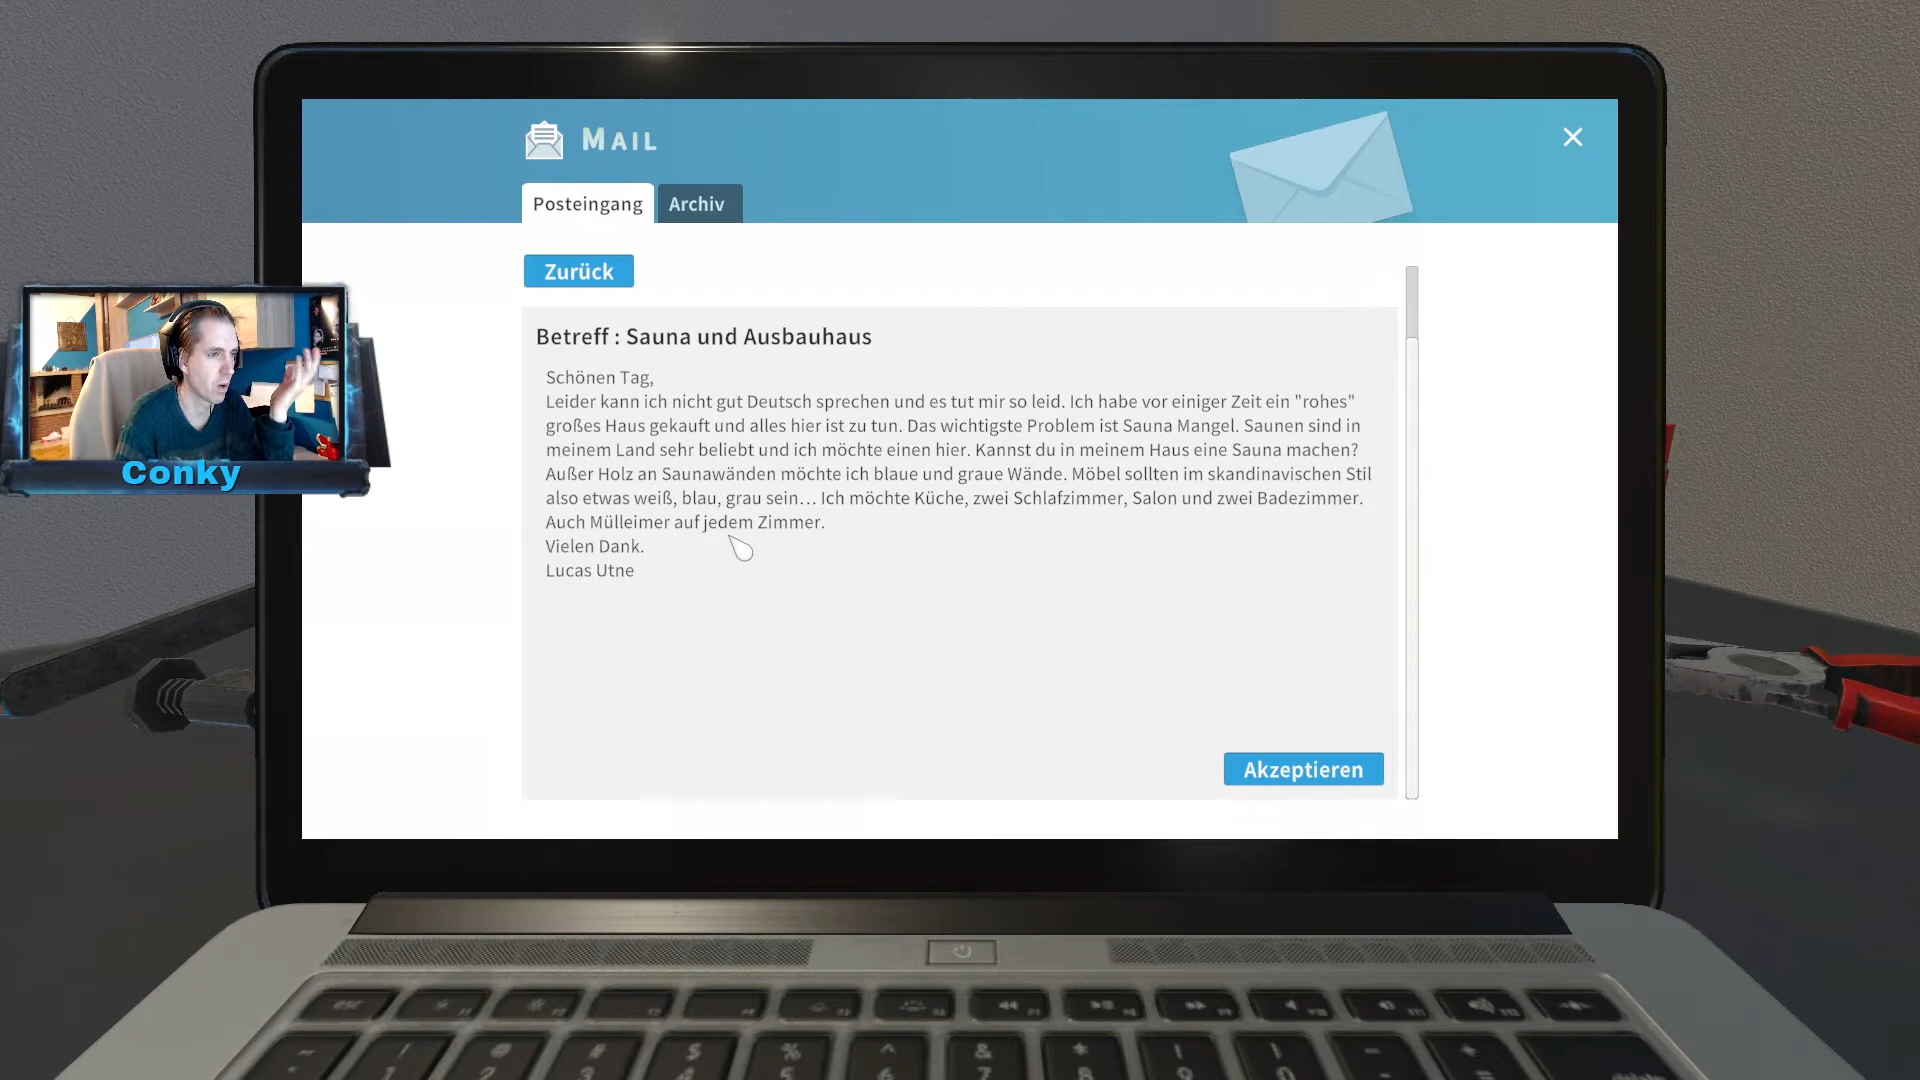 MAIL
Posteingang
Archiv
Zurück
Betreff : Sauna und Ausbauhaus
Schönen Tag,
Leider kann ich nicht gut Deutsch sprechen und es tut mir so leid. Ich habe vor einiger Zeit ein "rohes"
großes Haus gekauft und alles hier ist zu tun. Das wichtigste Problem ist Sauna Mangel. Saunen sind in
meinem Land sehr beliebt und ich möchte einen hier. Kannst du in meinem Haus eine Sauna machen?
Außer Holz an Saunawänden möchte ich blaue und graue Wände. Möbel sollten im skandinavischen Stil
also etwas weiß, blau, grau sein... Ich möchte Küche, zwei Schlafzimmer, Salon und zwei Badezimmer.
Auch Mülleimer auf jedem Zimmer.
Vielen Dank.
Lucas Utne
Akzeptieren
Conky
esc